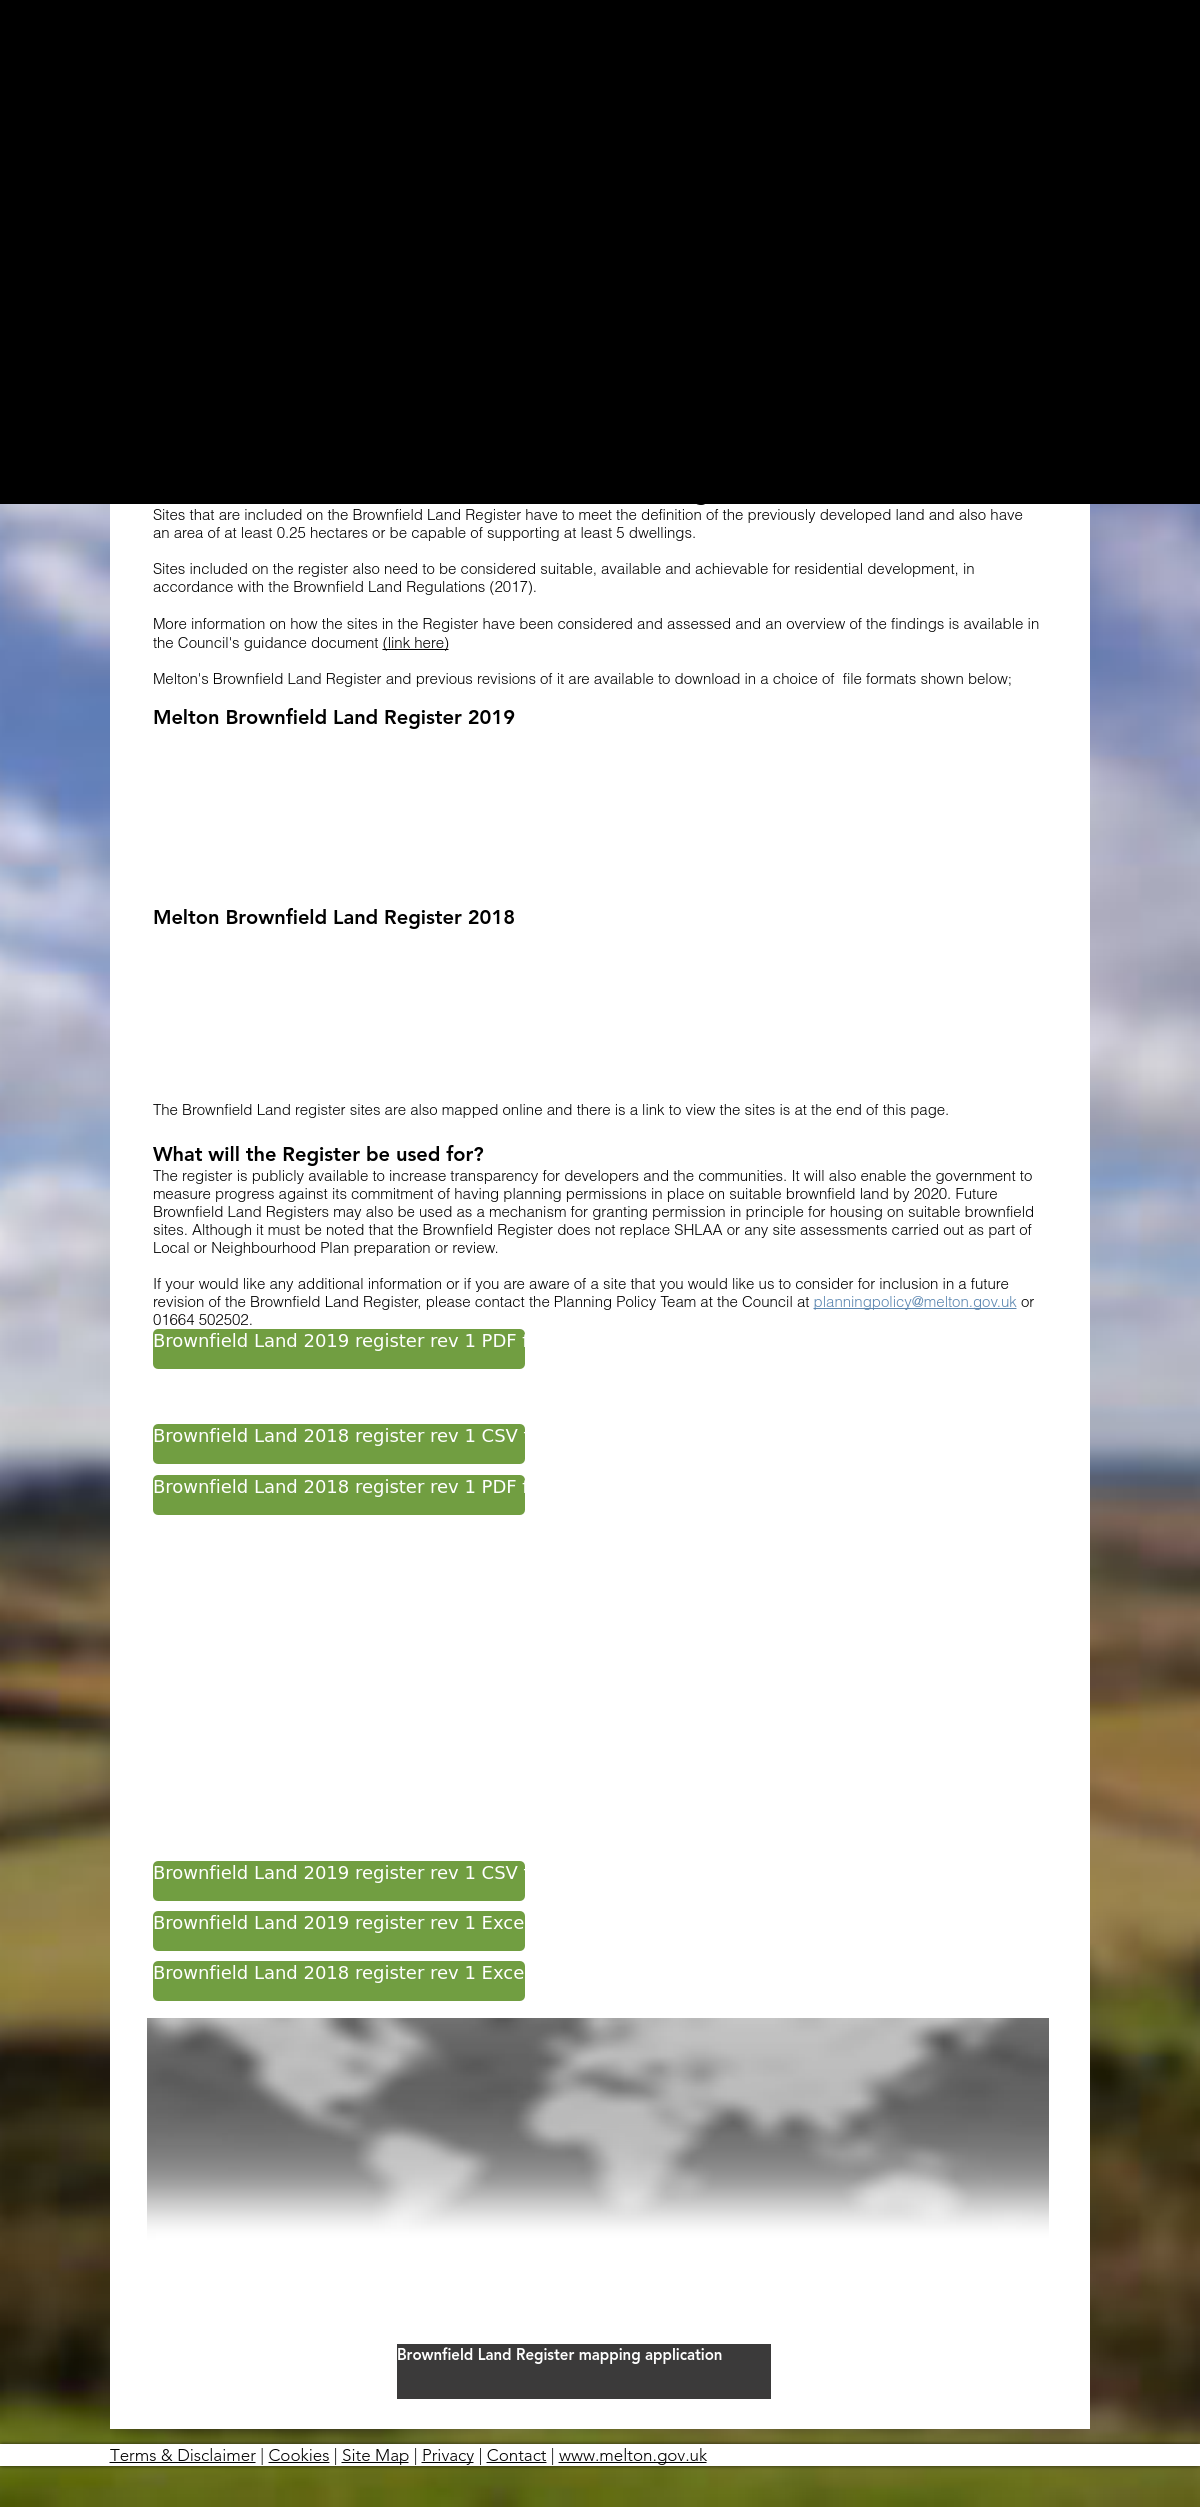 Sites that are included on the Brownfield Land Register have to meet the definition of the previously developed land and also have
an area of at least 0.25 hectares or be capable of supporting at least 5 dwellings.
Sites included on the register also need to be considered suitable, available and achievable for residential development, in
accordance with the Brownfield Land Regulations (2017).
More information on how the sites in the Register have been considered and assessed and an overview of the findings is available in
the Council's guidance document (link here)
Melton's Brownfield Land Register and previous revisions of it are available to download in a choice of  file formats shown below;
Melton Brownfield Land Register 2019
Melton Brownfield Land Register 2018
The Brownfield Land register sites are also mapped online and there is a link to view the sites is at the end of this page.
What will the Register be used for?
The register is publicly available to increase transparency for developers and the communities. It will also enable the government to
measure progress against its commitment of having planning permissions in place on suitable brownfield land by 2020. Future
Brownfield Land Registers may also be used as a mechanism for granting permission in principle for housing on suitable brownfield
sites. Although it must be noted that the Brownfield Register does not replace SHLAA or any site assessments carried out as part of
Local or Neighbourhood Plan preparation or review.
If your would like any additional information or if you are aware of a site that you would like us to consider for inclusion in a future
revision of the Brownfield Land Register, please contact the Planning Policy Team at the Council at planningpolicy@melton.gov.uk or
01664 502502.
Brownfield Land 2019 register rev 1 PDF
Brownfield Land 2018 register rev 1 CSV
Brownfield Land 2018 register rev 1 PDF
Brownfield Land 2019 register rev 1 CSV
Brownfield Land 2019 register rev 1 Exce
Brownfield Land 2018 register rev 1 Exce
Brownfield Land Register mapping application
Terms & Disclaimer | Cookies | Site Map | Privacy | Contact | www.melton.gov.uk